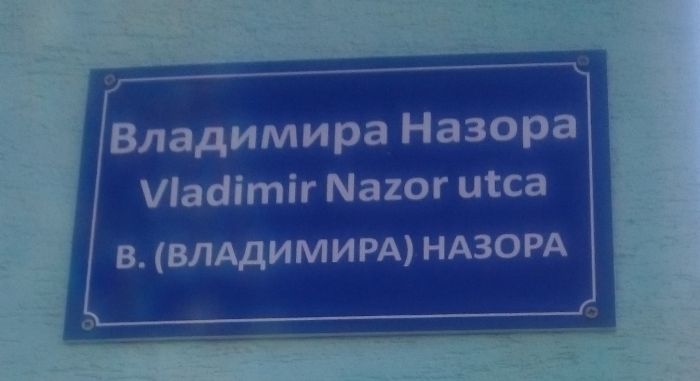 Владимира Назора
Vladimir Nazor utca
В. (ВЛАДИМИРА) НАЗОРА